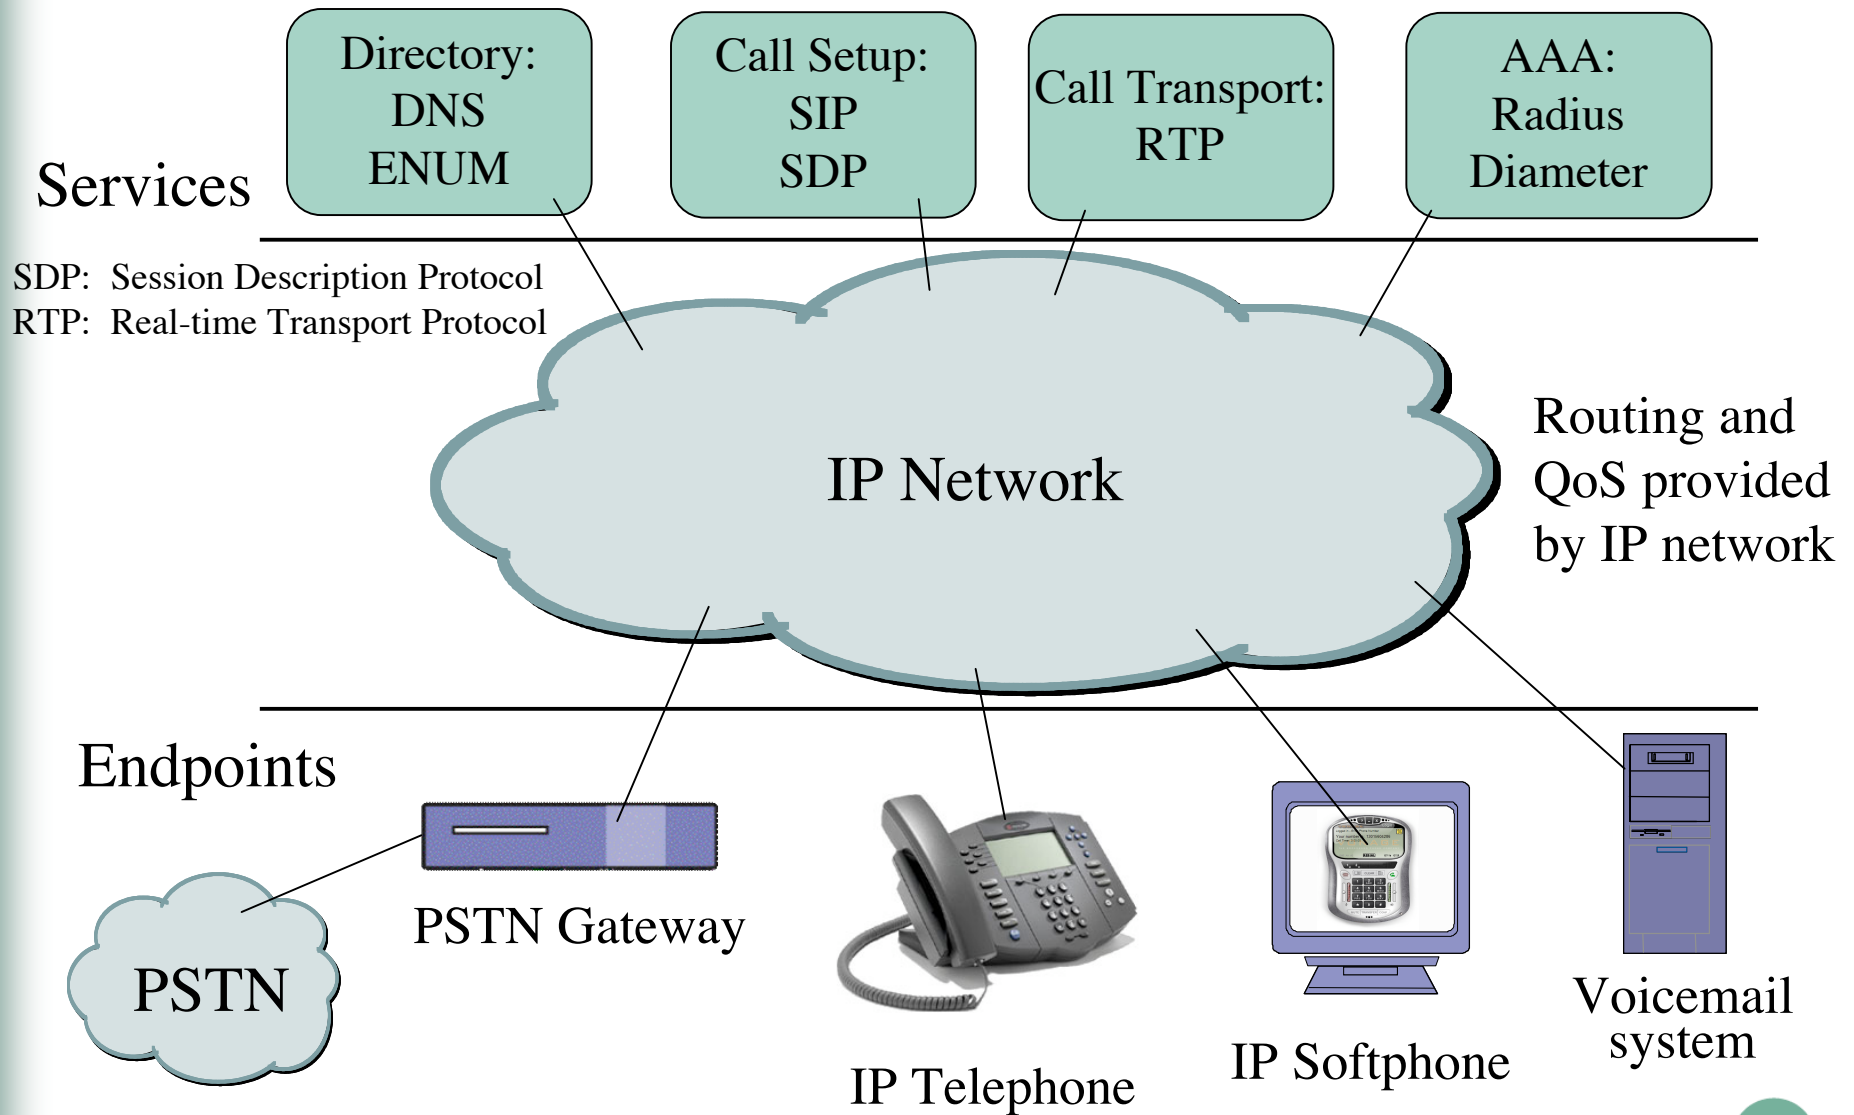 Directory:
DNS
ENUM
Call Setup:
SIP
SDP
Call Transport:
RTP
AAA:
Radius
Diameter
Services
SDP: Session Description Protocol
RTP: Real-time Transport Protocol
IP Network
Routing and
QoS provided
by IP network
Endpoints
PSTN
PSTN Gateway
IP Telephone
IP Softphone
Voicemail
system